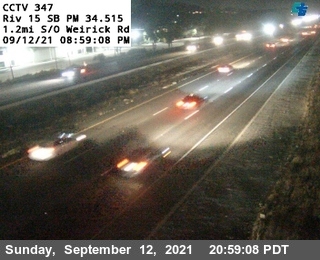 CCTV 347
Riv 15 SB PM 34.515
1.2mi S/O Weirick Rd
09/12/21 08:59:08 PM
N
Sunday, September 12, 2021 20:59:08 PDT